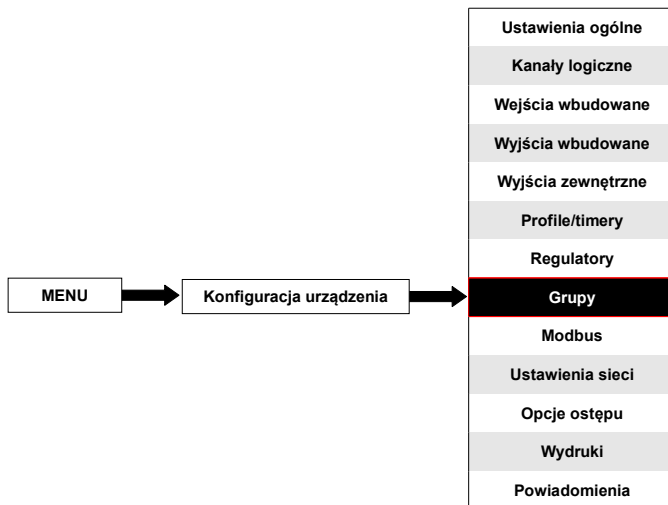 Ustawienia ogólne
Kanały logiczne
Wejścia wbudowane
Wyjścia wbudowane
Wyjścia zewnętrzne
Profile/timery
Regulatory
MENU
Konfiguracja urządzenia
Grupy
Modbus
Ustawienia sieci
Opcje ostępu
Wydruki
Powiadomienia